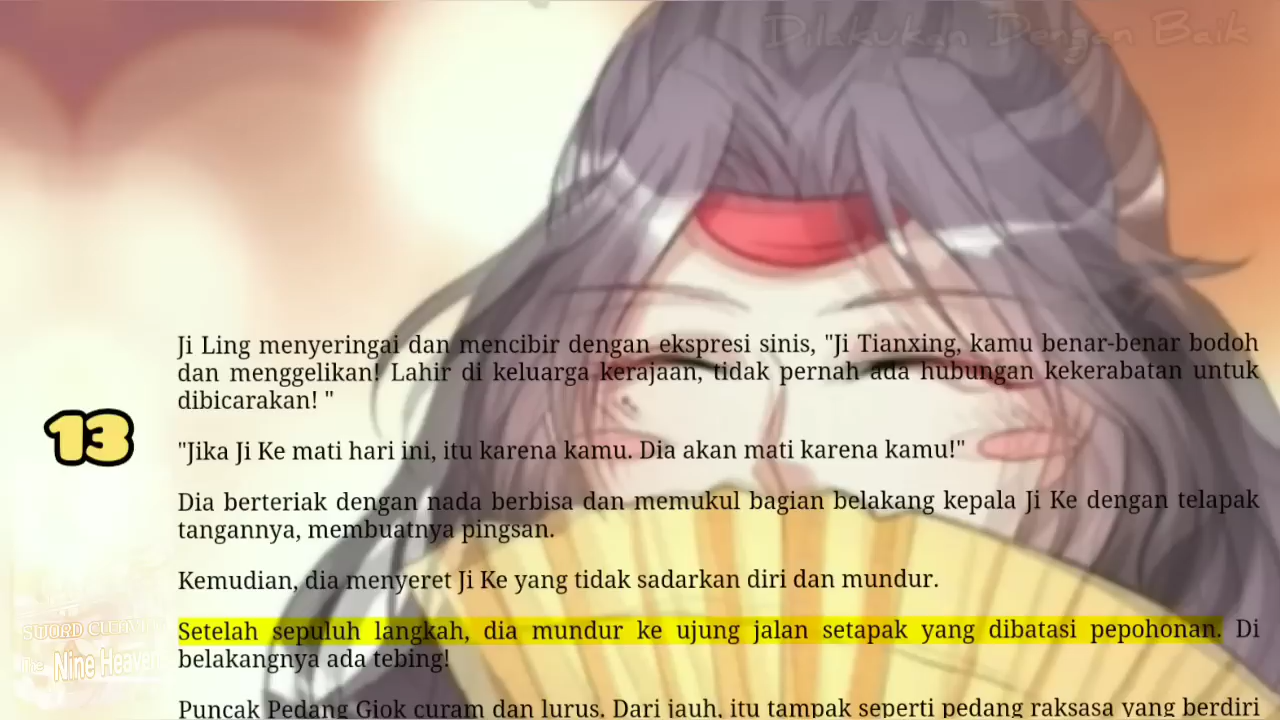 Dilakukan Dengan Baik
Ji Ling menyeringai dan mencibir dengan ekspresi sinis, "Ji Tianxing, kamu benar-benar bodoh
dan menggelikan! Lahir di keluarga kerajaan, tidak pernah ada hubungan kekerabatan untuk
dibicarakan! "
13
"Jika Ji Ke mati hari ini, itu karena kamu. Dia akan mati karena kamu!"
Dia berteriak dengan nada berbisa dan memukul bagian belakang kepala Ji Ke dengan telapak
tangannya, membuatnya pingsan.
Kemudian, dia menyeret Ji Ke yang tidak sadarkan diri dan mundur.
Setelah sepuluh langkah, dia mundur ke ujung jalan setapak yang dibatasi pepohonan. Di
belakangnya ada tebing!
SWORD
The Nine Heaven
Puncak Pedang Giok curam dan lurus. Dari jauh, itu tampak seperti pedang raksasa yang berdiri